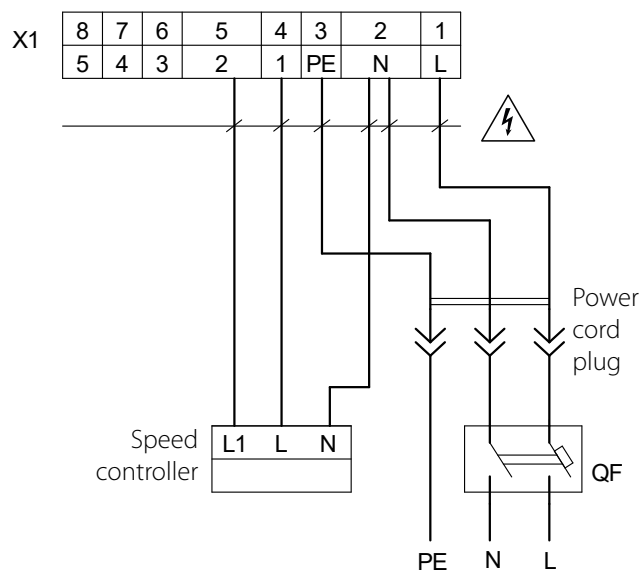 8 7 6 5 4 3 2 1
X1
5 4 3 2 1 PE N L
Power
cord
plug
Speed
controller
L1 L N
QF
PE N L